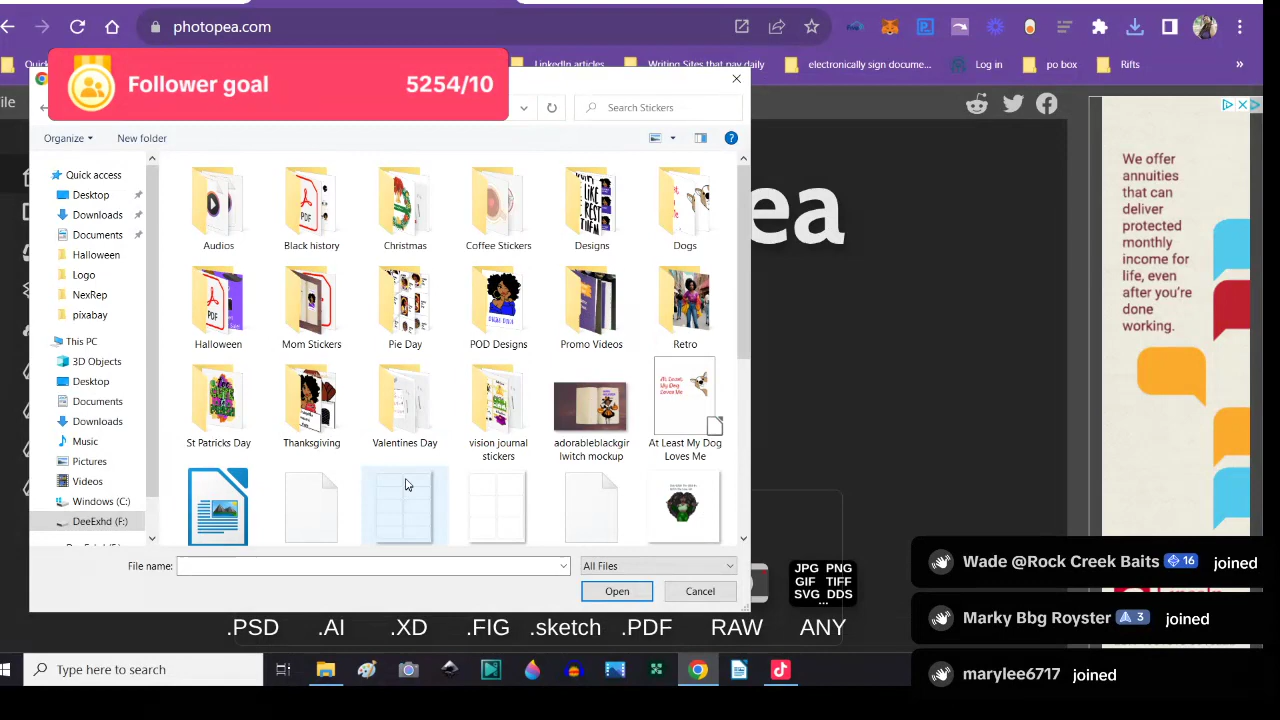 photopea.com
LinkedIn articles
Writing Sites that pay daily
electronically sign docume...
Log in
po box
Rifts
»
Follower goal
5254/10
Search Stickers
Organize
New folder
Quick access
Desktop
Downloads
Documents
Halloween
Logo
NexRep
pixabay
This PC
3D Objects
Desktop
Documents
Downloads
Music
Pictures
Videos
Windows (C:)
DeeExhd (F:)
Audios
Black history
Christmas
Coffee Stickers
Designs
Dogs
Halloween
Mom Stickers
Pie Day
POD Designs
Promo Videos
Retro
St Patricks Day
Thanksgiving
Valentines Day
vision journal
stickers
adorableblackgir
lwitch mockup
At Least My Dog
Loves Me
File name:
All Files
Open
Cancel
ea
JPG PNG
GIF TIFF
SVG DDS
...
.PSD
.AI
.XD
.FIG
.sketch
.PDF
RAW
ANY
We offer
annuities
that can
deliver
protected
monthly
income for
life, even
after you're
done
working.
Wade @Rock Creek Baits 16 joined
Marky Bbg Royster 3 joined
marylee6717 joined
Type here to search